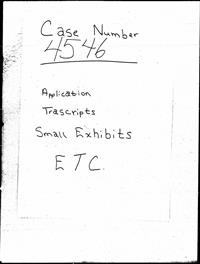 Case Number
4546
Application
Trascripts
Small Exhibits
ETC.